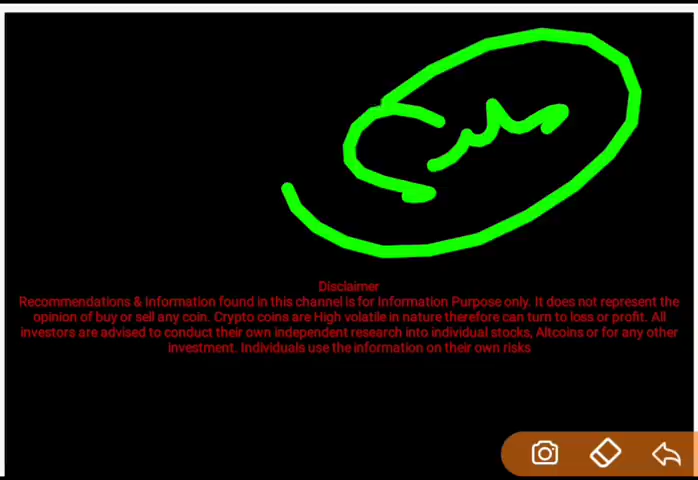 Disclaimer
Recommendations & Information found in this channel is for Information Purpose only. It does not represent the
opinion of buy or sell any coin. Crypto coins are High volatile in nature therefore can turn to loss or profit. All
investors are advised to conduct their own independent research into individual stocks, Altcoins or for any other
investment. Individuals use the information on their own risks